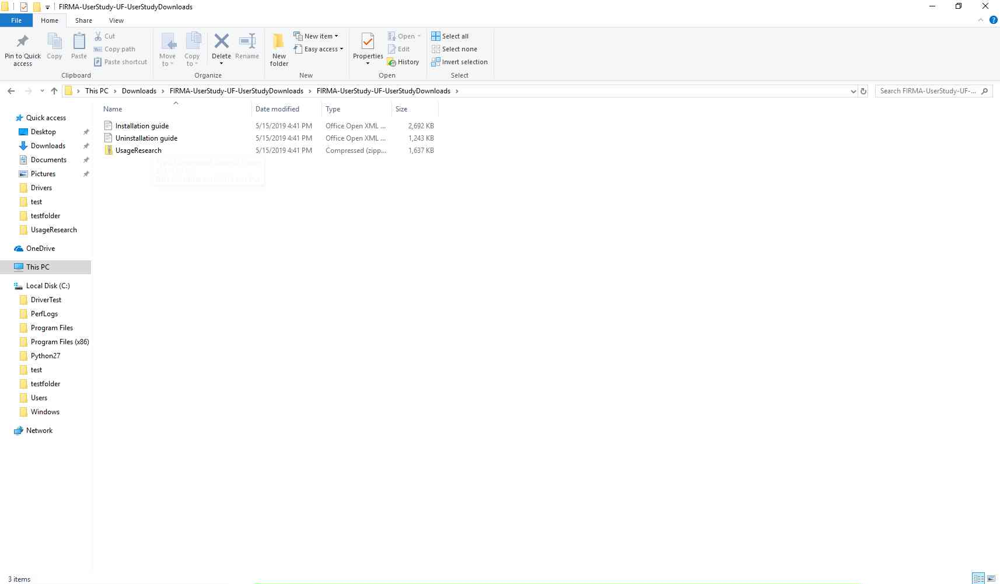 FIRMA-UserStudy-UF-UserStudyDownloads
File Home Share View
Pin to Quick access
Copy
Paste
Cut
Copy path
Paste shortcut
Clipboard
Move to
Copy to
Delete
Rename
Organize
New folder
New item
Easy access
New
Properties
Open
Edit
History
Open
Select all
Select none
Invert selection
Select
This PC Downloads FIRMA-UserStudy-UF-UserStudyDownloads FIRMA-UserStudy-UF-UserStudyDownloads
Search FIRMA-UserStudy-UF-...
Quick access
Desktop
Downloads
Documents
Pictures
Drivers
test
testfolder
UsageResearch
OneDrive
This PC
Local Disk (C:)
DriverTest
PerfLogs
Program Files
Program Files (x86)
Python27
test
testfolder
Users
Windows
Network
Name Date modified Type Size
Installation guide 5/15/2019 4:41 PM Office Open XML ... 2,692 KB
Uninstallation guide 5/15/2019 4:41 PM Office Open XML ... 1,243 KB
UsageResearch 5/15/2019 4:41 PM Compressed (zipp... 1,637 KB
3 items